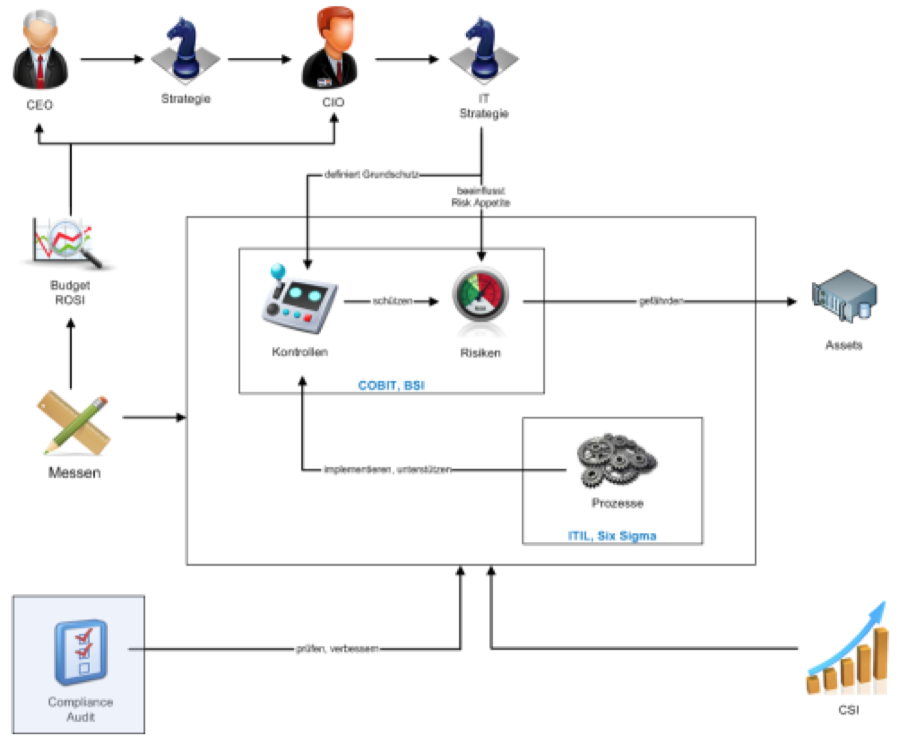 CEO
Strategie
CIO
IT
Strategie
definiert Grundschutz
beeinflusst
Risk Appetite
Budget
ROSI
Kontrollen
schützen
Risiken
gefährden
Assets
COBIT, BSI
Messen
implementieren, unterstützen
Prozesse
ITIL, Six Sigma
prüfen, verbessern
Compliance
Audit
CSI